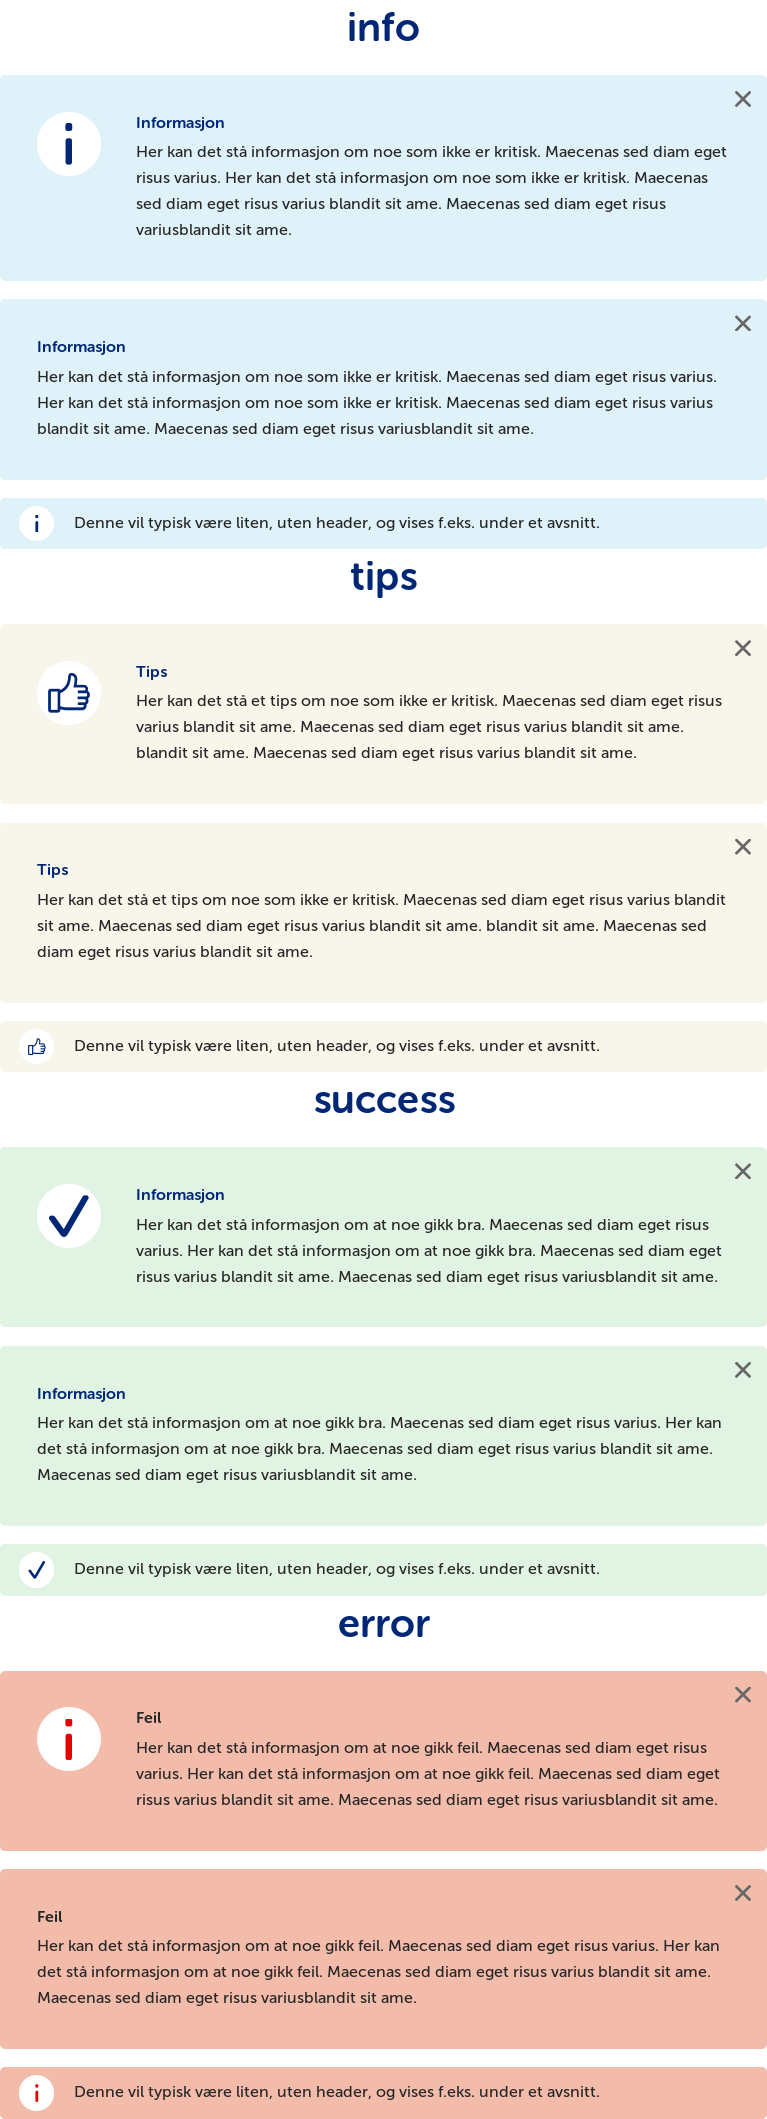 info
Informasjon
Her kan det stå informasjon om noe som ikke er kritisk. Maecenas sed diam eget
risus varius. Her kan det stå informasjon om noe som ikke er kritisk. Maecenas
sed diam eget risus varius blandit sit ame. Maecenas sed diam eget risus
variusblandit sit ame.
Informasjon
Her kan det stå informasjon om noe som ikke er kritisk. Maecenas sed diam eget risus varius.
Her kan det stå informasjon om noe som ikke er kritisk. Maecenas sed diam eget risus varius
blandit sit ame. Maecenas sed diam eget risus variusblandit sit ame.
Denne vil typisk være liten, uten header, og vises f.eks. under et avsnitt.
tips
Tips
Her kan det stå et tips om noe som ikke er kritisk. Maecenas sed diam eget risus
varius blandit sit ame. Maecenas sed diam eget risus varius blandit sit ame.
blandit sit ame. Maecenas sed diam eget risus varius blandit sit ame.
Tips
Her kan det stå et tips om noe som ikke er kritisk. Maecenas sed diam eget risus varius blandit
sit ame. Maecenas sed diam eget risus varius blandit sit ame. blandit sit ame. Maecenas sed
diam eget risus varius blandit sit ame.
Denne vil typisk være liten, uten header, og vises f.eks. under et avsnitt.
success
Informasjon
Her kan det stå informasjon om at noe gikk bra. Maecenas sed diam eget risus
varius. Her kan det stå informasjon om at noe gikk bra. Maecenas sed diam eget
risus varius blandit sit ame. Maecenas sed diam eget risus variusblandit sit ame.
Informasjon
Her kan det stå informasjon om at noe gikk bra. Maecenas sed diam eget risus varius. Her kan
det stå informasjon om at noe gikk bra. Maecenas sed diam eget risus varius blandit sit ame.
Maecenas sed diam eget risus variusblandit sit ame.
Denne vil typisk være liten, uten header, og vises f.eks. under et avsnitt.
error
Feil
Her kan det stå informasjon om at noe gikk feil. Maecenas sed diam eget risus
varius. Her kan det stå informasjon om at noe gikk feil. Maecenas sed diam eget
risus varius blandit sit ame. Maecenas sed diam eget risus variusblandit sit ame.
Feil
Her kan det stå informasjon om at noe gikk feil. Maecenas sed diam eget risus varius. Her kan
det stå informasjon om at noe gikk feil. Maecenas sed diam eget risus varius blandit sit ame.
Maecenas sed diam eget risus variusblandit sit ame.
Denne vil typisk være liten, uten header, og vises f.eks. under et avsnitt.